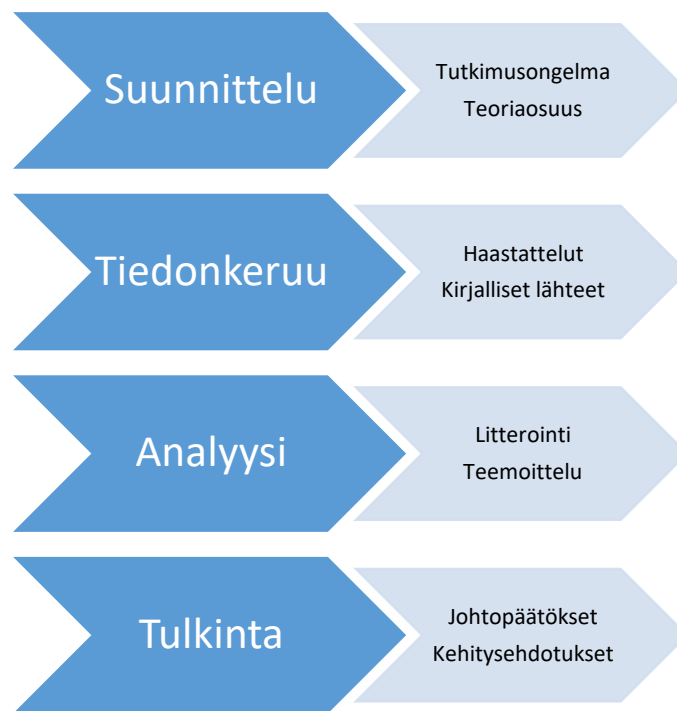 Suunnittelu
Tutkimusongelma
Teoriaosuus
Tiedonkeruu
Haastattelut
Kirjalliset lähteet
Analyysi
Litterointi
Teemoittelu
Tulkinta
Johtopäätökset
Kehitysehdotukset